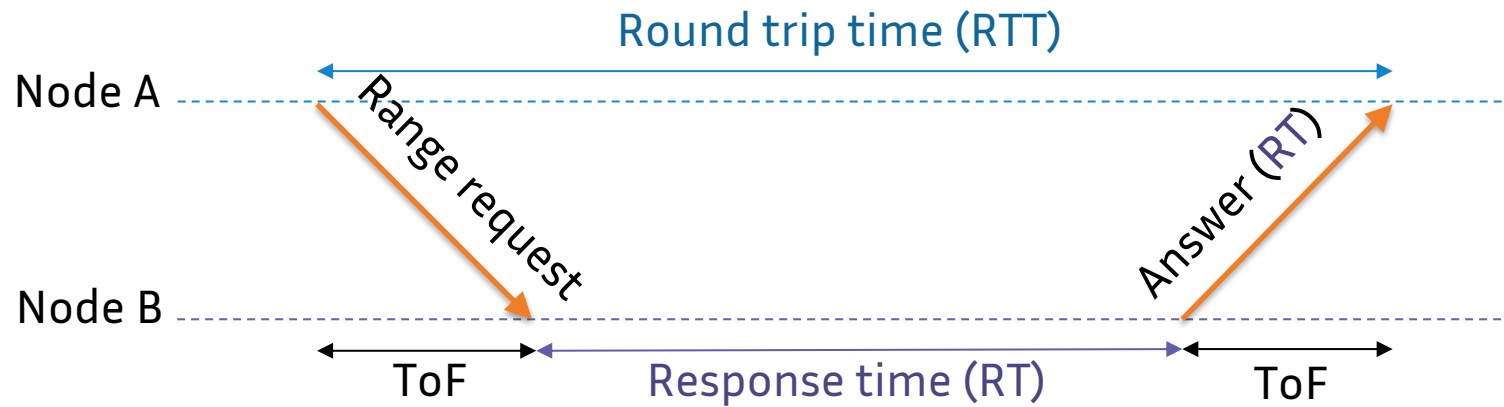 Round trip time (RTT)
Node A
Range request
Answer (RT)
Node B
ToF
Response time (RT)
ToF